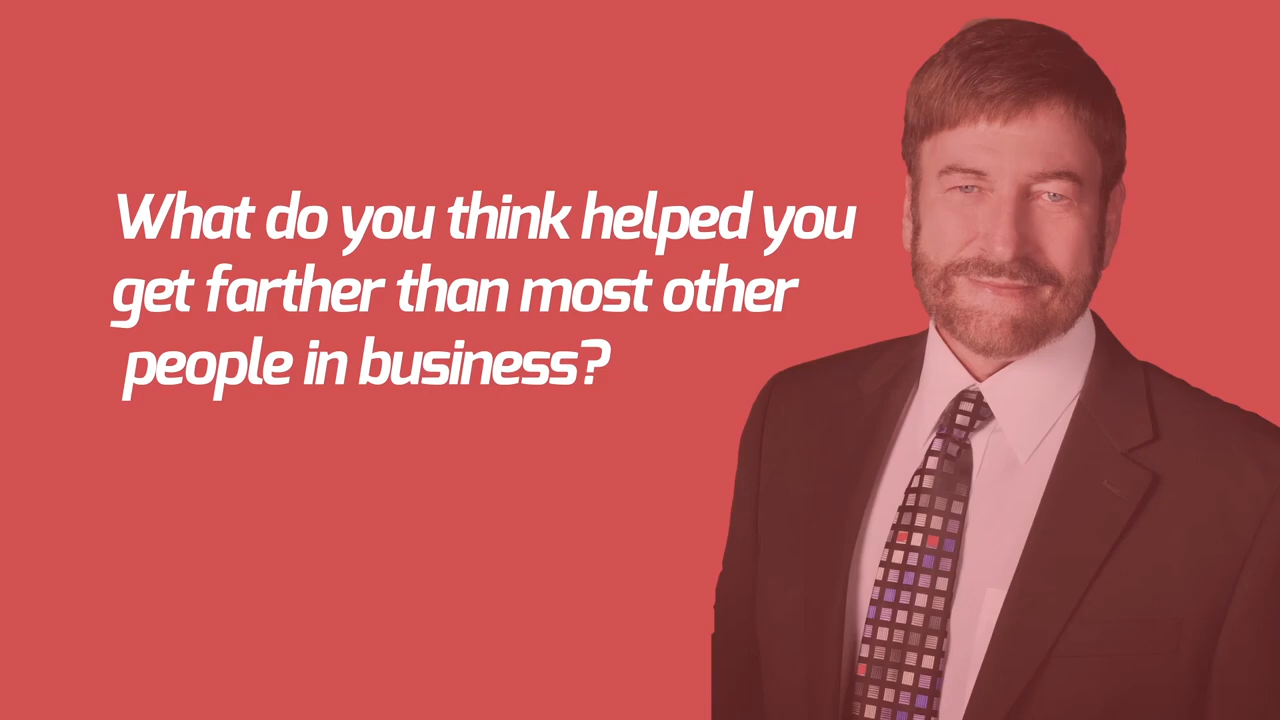 What do you think helped you
get farther than most other
people in business?